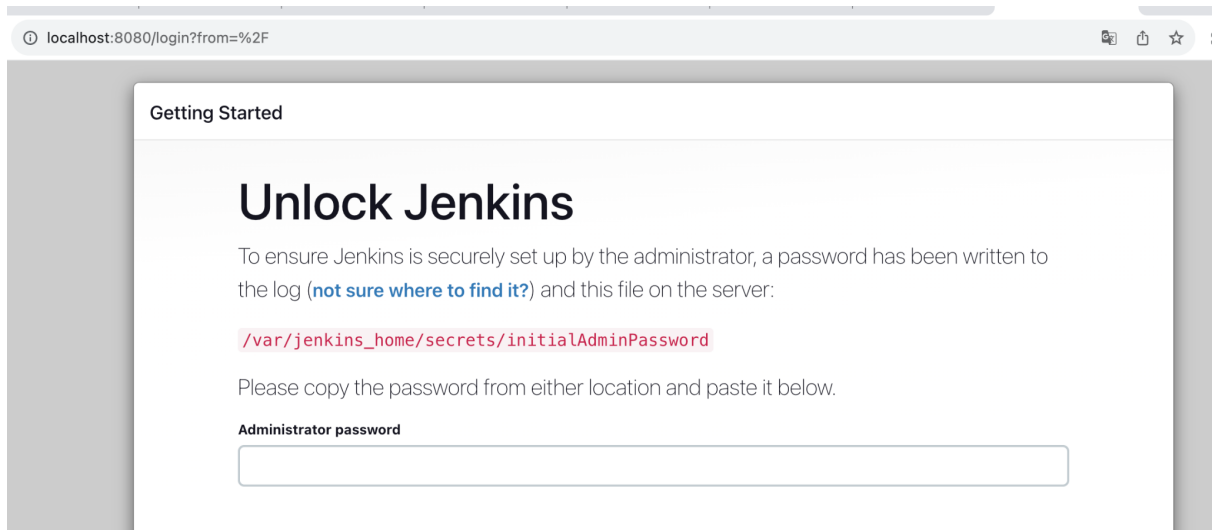 localhost:8080/login?from=%2F
Getting Started
Unlock Jenkins
To ensure Jenkins is securely set up by the administrator, a password has been written to
the log (not sure where to find it?) and this file on the server:
/var/jenkins_home/secrets/initialAdminPassword
Please copy the password from either location and paste it below.
Administrator password